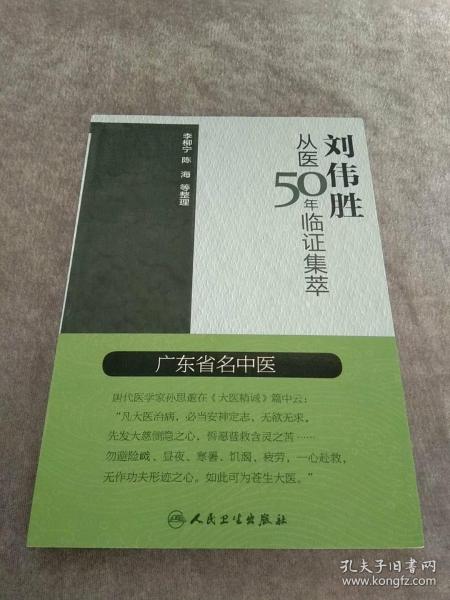 刘伟胜
从医50年临证集萃
李柳宁 陈 海 等整理
广东省名中医
唐代医学家孙思邈在《大医精诚》篇中云：
“凡大医治病，必当安神定志，无欲无求，
先发大慈恻隐之心，誓愿普救含灵之苦……
勿避险巇、昼夜、寒暑、饥渴、疲劳，一心赴救，
无作功夫形迹之心。如此可为苍生大医。”
人民卫生出版社
孔夫子旧书网
www.kongfz.com